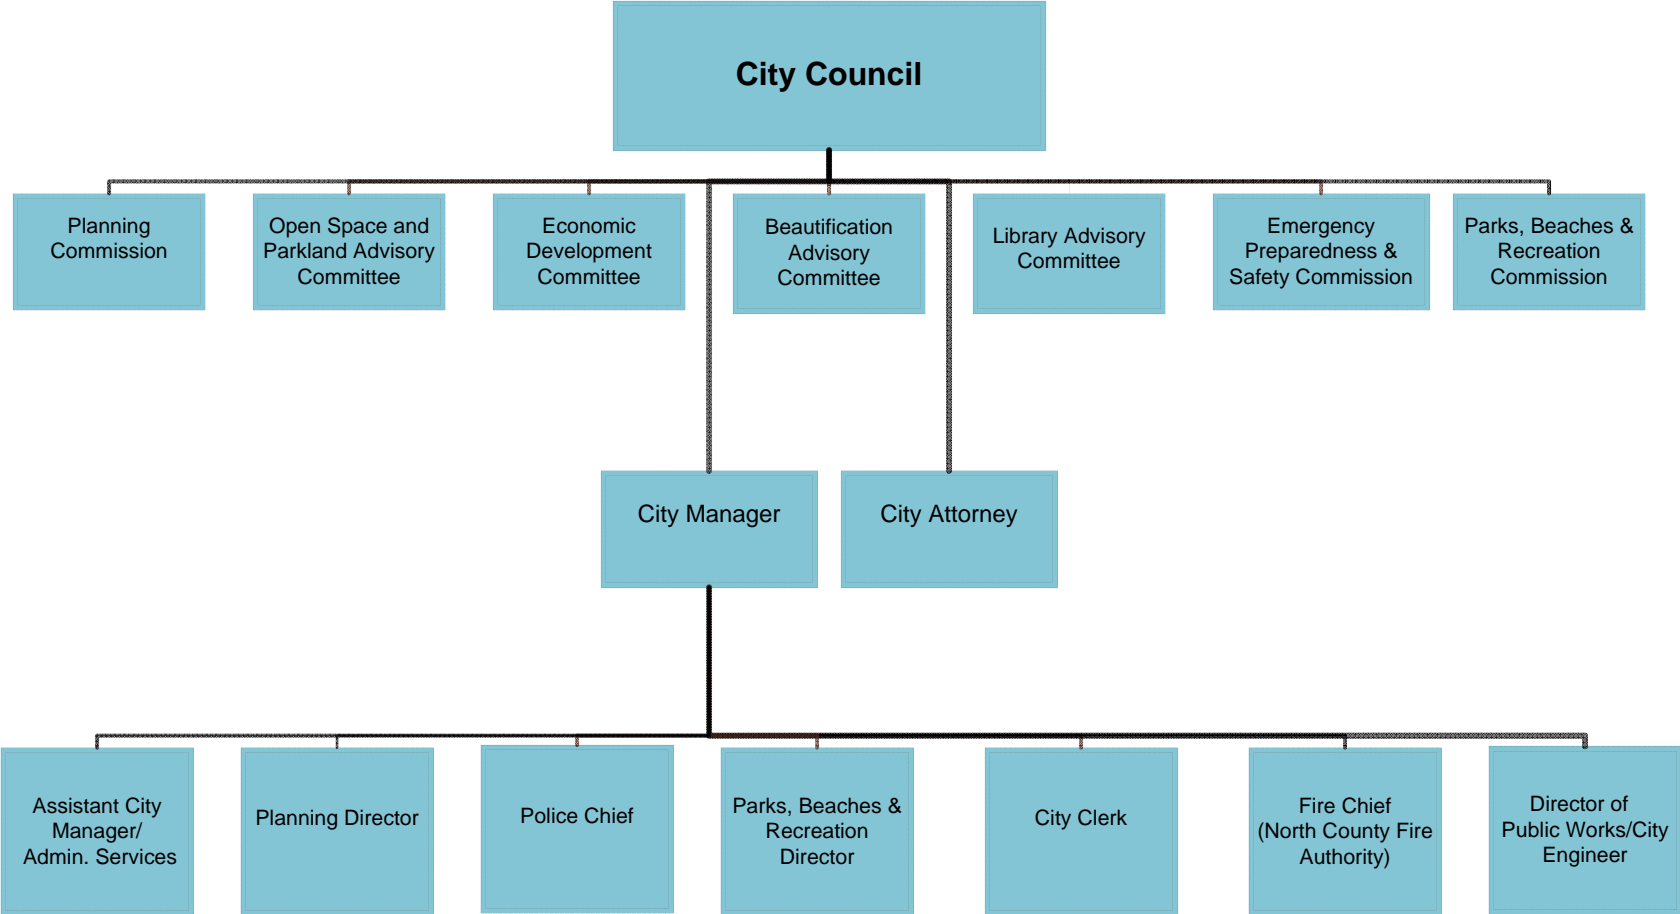 City Council
Planning
Commission
Open Space and
Parkland Advisory
Committee
Economic
Development
Committee
Beautification
Advisory
Committee
Library Advisory
Committee
Emergency
Preparedness &
Safety Commission
Parks, Beaches &
Recreation
Commission
City Manager
City Attorney
Assistant City
Manager/
Admin. Services
Planning Director
Police Chief
Parks, Beaches &
Recreation
Director
City Clerk
Fire Chief
(North County Fire
Authority)
Director of
Public Works/City
Engineer